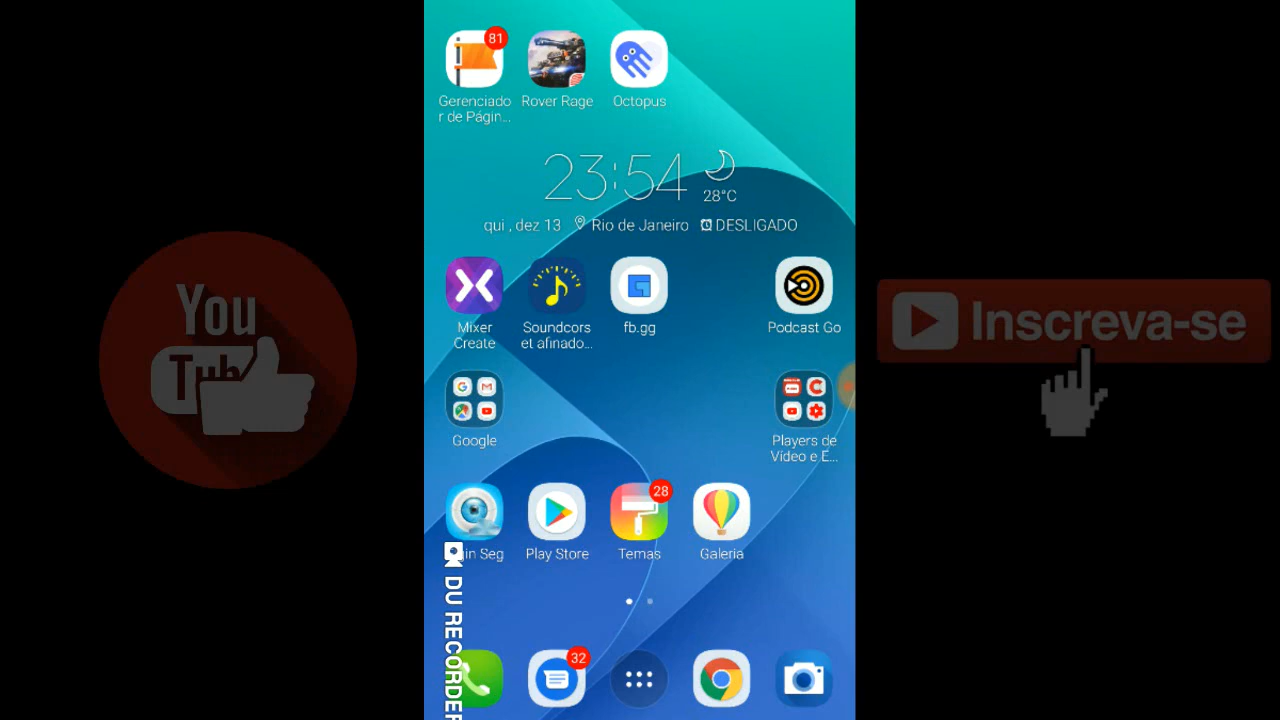 81
Gerenciado
r de Págin...
Rover Rage
Octopus
23:54
28°C
qui , dez 13
Rio de Janeiro
DESLIGADO
You
Tube
Inscreva-se
Mixer
Create
Soundcors
et afinado...
fb.gg
Podcast Go
Google
Players de
Vídeo e E...
gin Seg
Play Store
28
Temas
Galeria
DU RECORDER
32